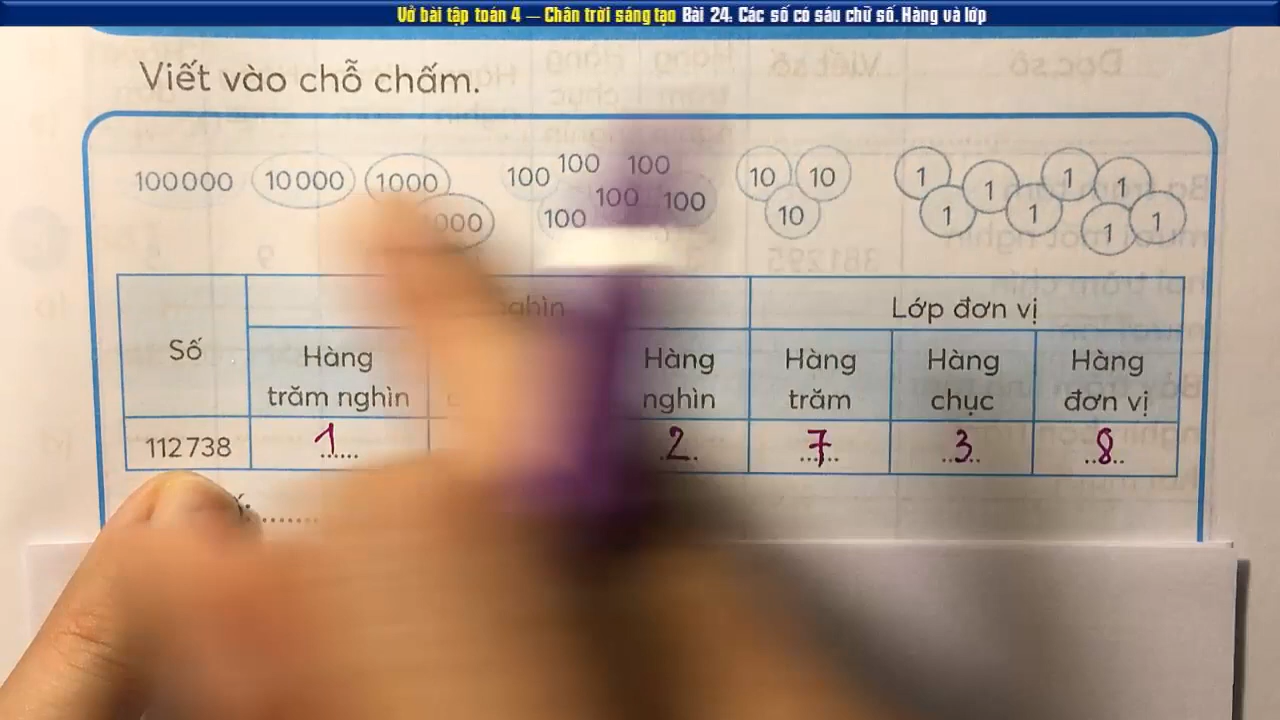 Vở bài tập toán 4 – Chân trời sáng tạo Bài 24. Các số có sáu chữ số. Hàng và lớp
Viết vào chỗ chấm.
100 100
100000 10000 1000 100 10 10 1 1 1 1
100 100
000 100 10 1 1 1 1
Lớp đơn vị
Số
Hàng Hàng Hàng Hàng Hàng
trăm nghìn nghìn trăm chục đơn vị
112738 1 2 7 3 8